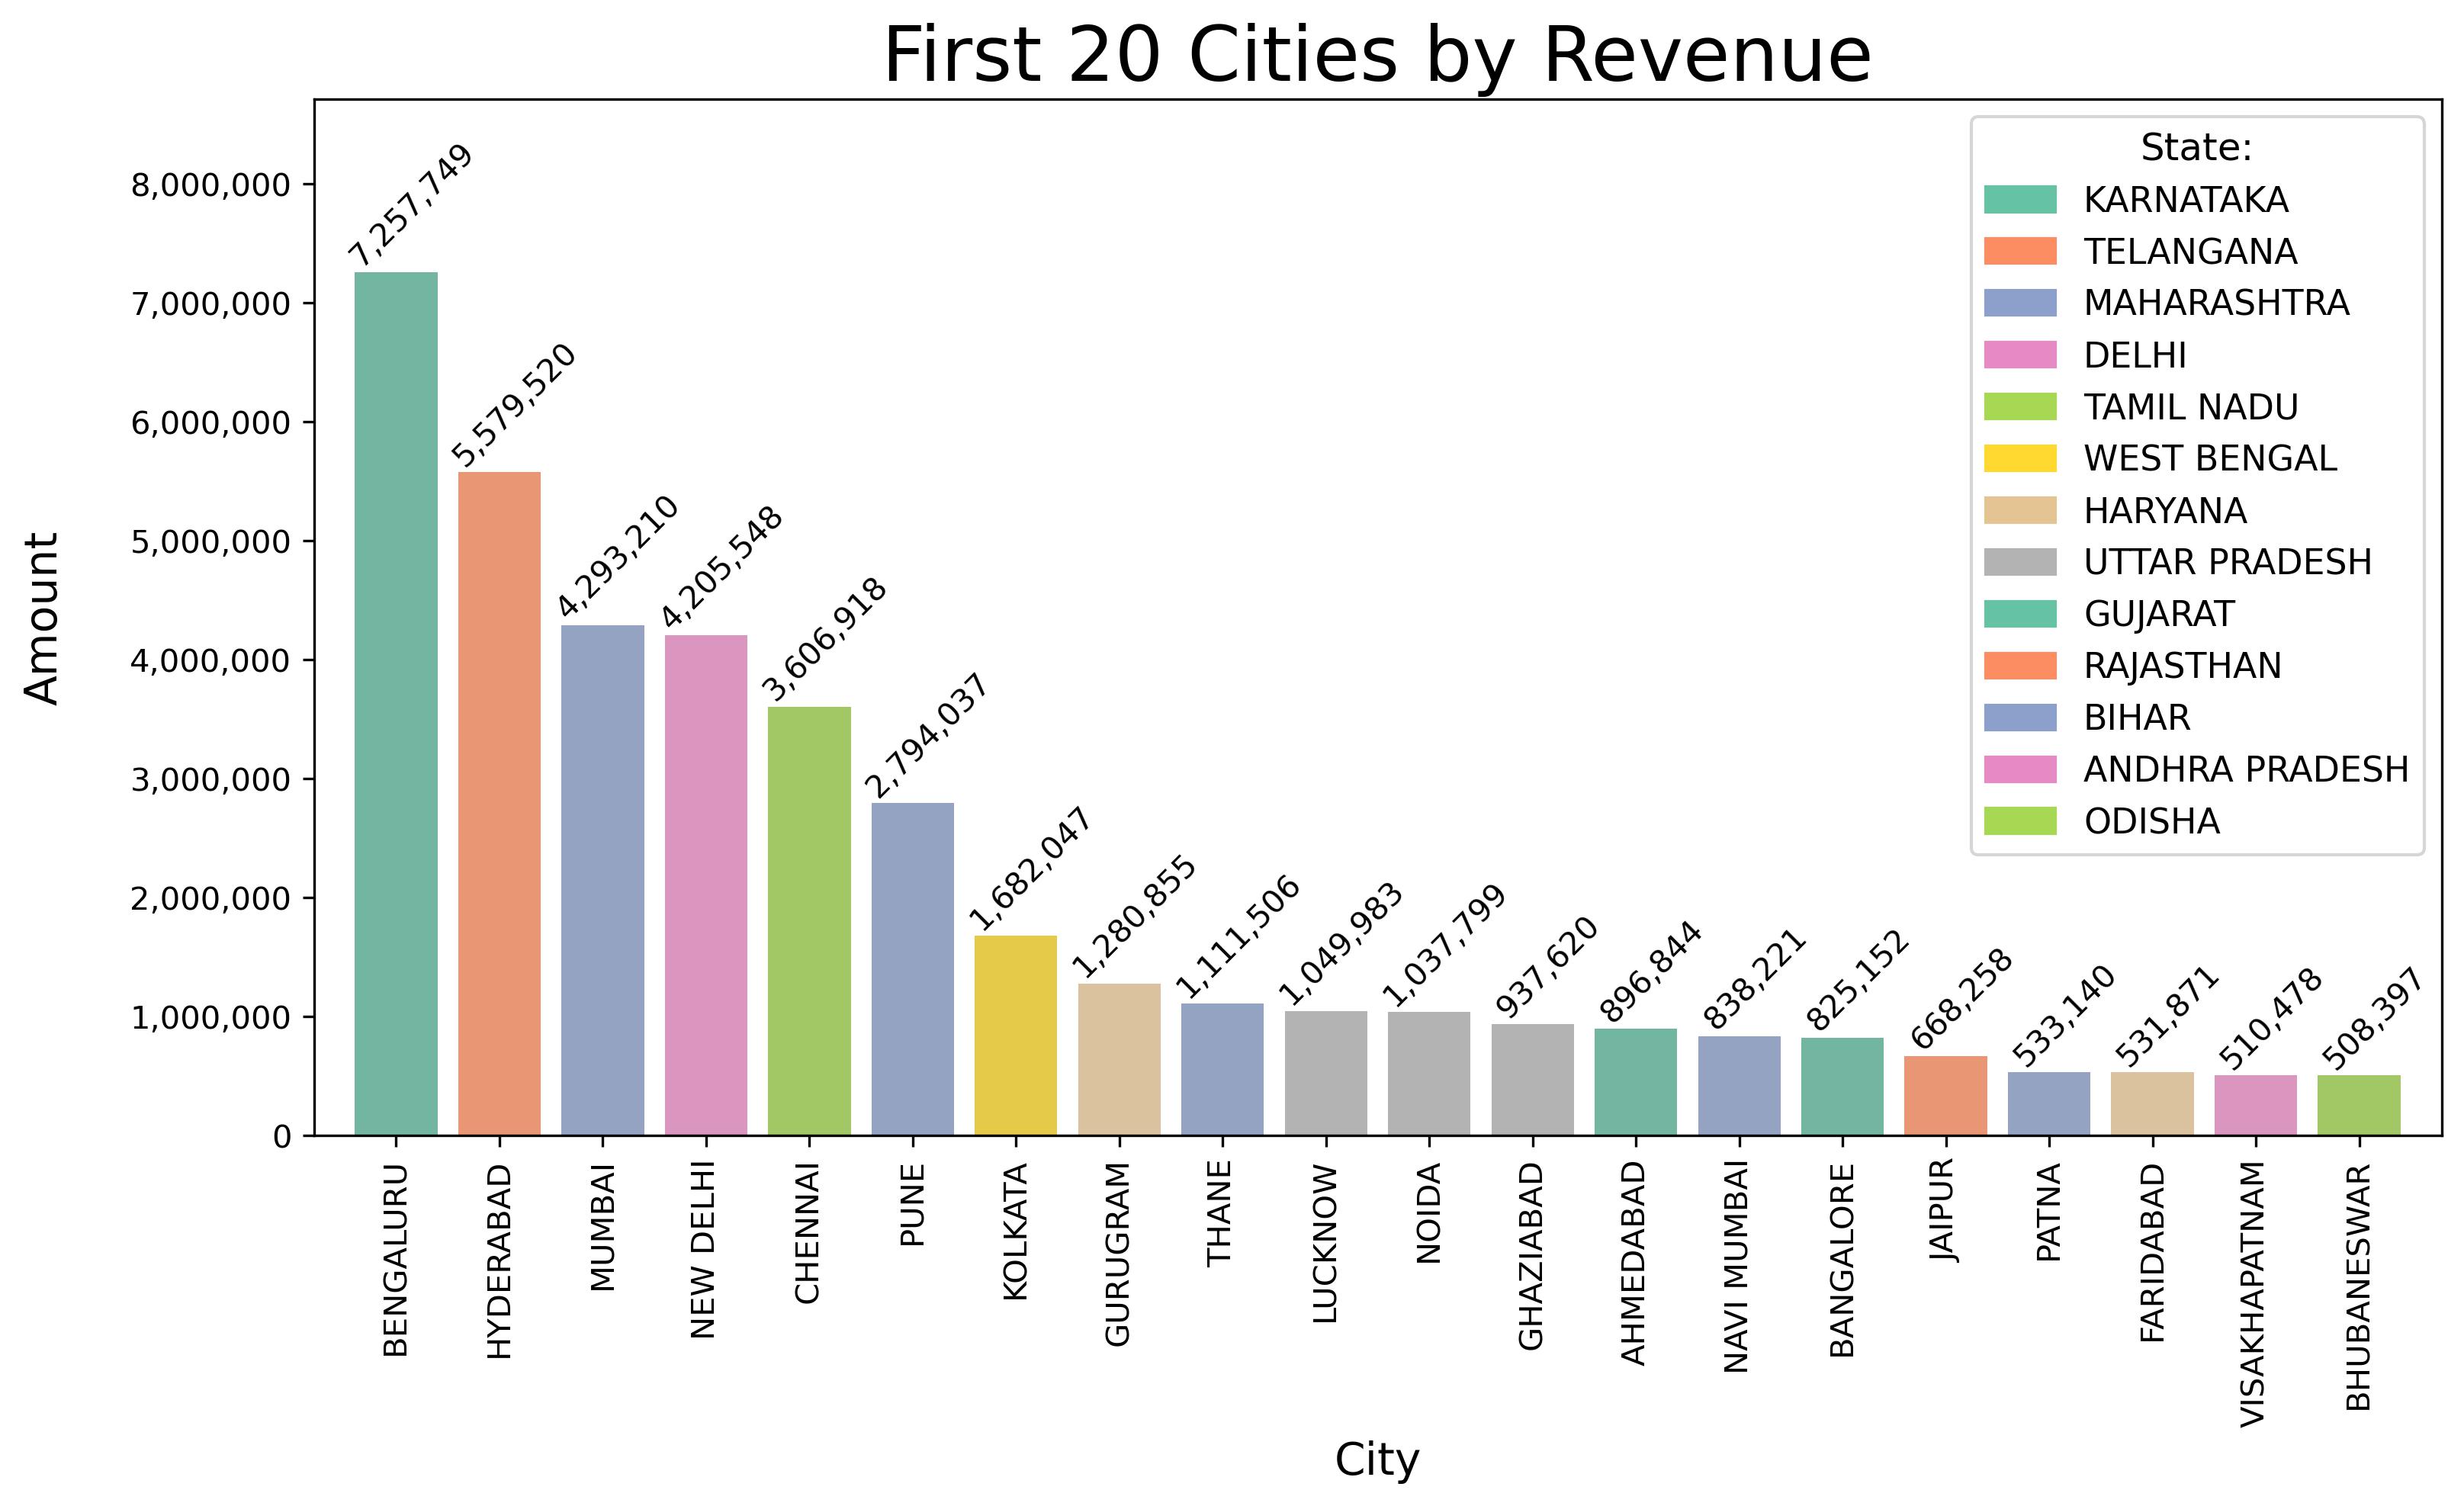 First 20 Cities by Revenue
State:
KARNATAKA
TELANGANA
MAHARASHTRA
DELHI
TAMIL NADU
WEST BENGAL
HARYANA
UTTAR PRADESH
GUJARAT
RAJASTHAN
BIHAR
ANDHRA PRADESH
ODISHA
Amount
8,000,000
7,000,000
6,000,000
5,000,000
4,000,000
3,000,000
2,000,000
1,000,000
0
7,257,749
5,579,520
4,293,210
4,205,548
3,606,918
2,794,037
1,682,047
1,280,855
1,111,506
1,049,983
1,037,799
937,620
896,844
838,221
825,152
668,258
533,140
531,871
510,478
508,397
BENGALURU
HYDERABAD
MUMBAI
NEW DELHI
CHENNAI
PUNE
KOLKATA
GURUGRAM
THANE
LUCKNOW
NOIDA
GHAZIABAD
AHMEDABAD
NAVI MUMBAI
BANGALORE
JAIPUR
PATNA
FARIDABAD
VISAKHAPATNAM
BHUBANESWAR
City